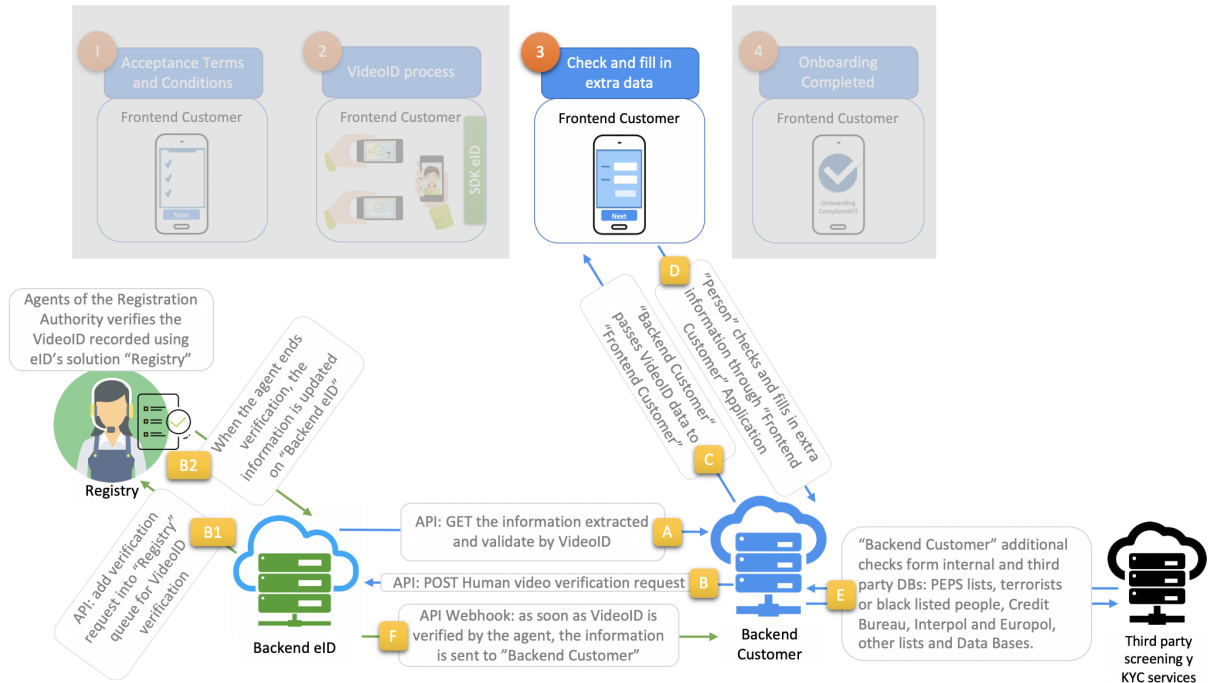 1
Acceptance Terms
and Conditions
Frontend Customer
Next
2
VideoID process
Frontend Customer
SDK eID
3
Check and fill in
extra data
Frontend Customer
Next
4
Onboarding
Completed
Frontend Customer
Onboarding
Completed!!!
Agents of the Registration
Authority verifies the
VideoID recorded using
eID’s solution “Registry”
Registry
B2
When the agent ends
verification, the
information is updated
on “Backend eID”
B1
API: add verification
request into “Registry”
queue for VideoID
verification
Backend eID
API: GET the information extracted
and validate by VideoID
A
API: POST Human video verification request
B
F
API Webhook: as soon as VideoID is
verified by the agent, the information
is sent to ”Backend Customer”
“Backend Customer“
passes VideoID data to
“Frontend Customer”
C
D
”Person” checks and fills in extra
information through “Frontend
Customer” Application
Backend
Customer
E
“Backend Customer” additional
checks form internal and third
party DBs: PEPS lists, terrorists
or black listed people, Credit
Bureau, Interpol and Europol,
other lists and Data Bases.
Third party
screening y
KYC services